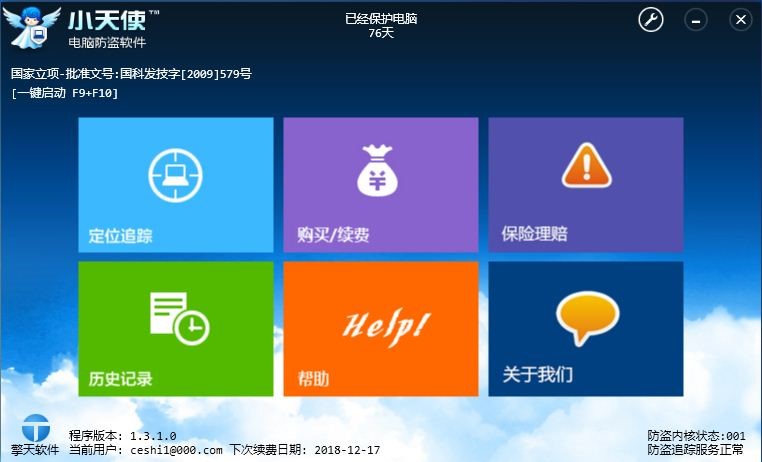 小天使™
电脑防盗软件
已经保护电脑
76天
国家立项-批准文号:国科发技字[2009]579号
[一键启动 F9+F10]
定位追踪
购买/续费
保险理赔
历史记录
Help!
帮助
关于我们
擎天软件
程序版本: 1.3.1.0
当前用户: ceshi1@000.com 下次续费日期: 2018-12-17
防盗内核状态:001
防盗追踪服务正常